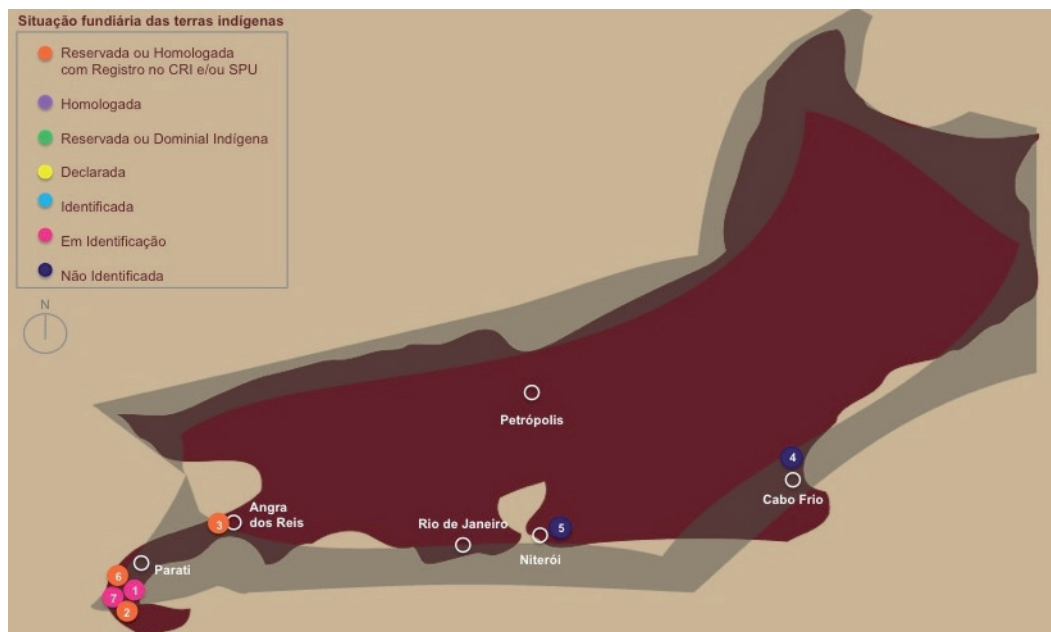 Situação fundiária das terras indígenas
Reservada ou Homologada
com Registro no CRI e/ou SPU
Homologada
Reservada ou Dominial Indígena
Declarada
Identificada
Em Identificação
Não Identificada
N
Petrópolis
4
Cabo Frio
Angra
dos Reis
3
Rio de Janeiro
5
Niterói
Parati
6
1
7
2